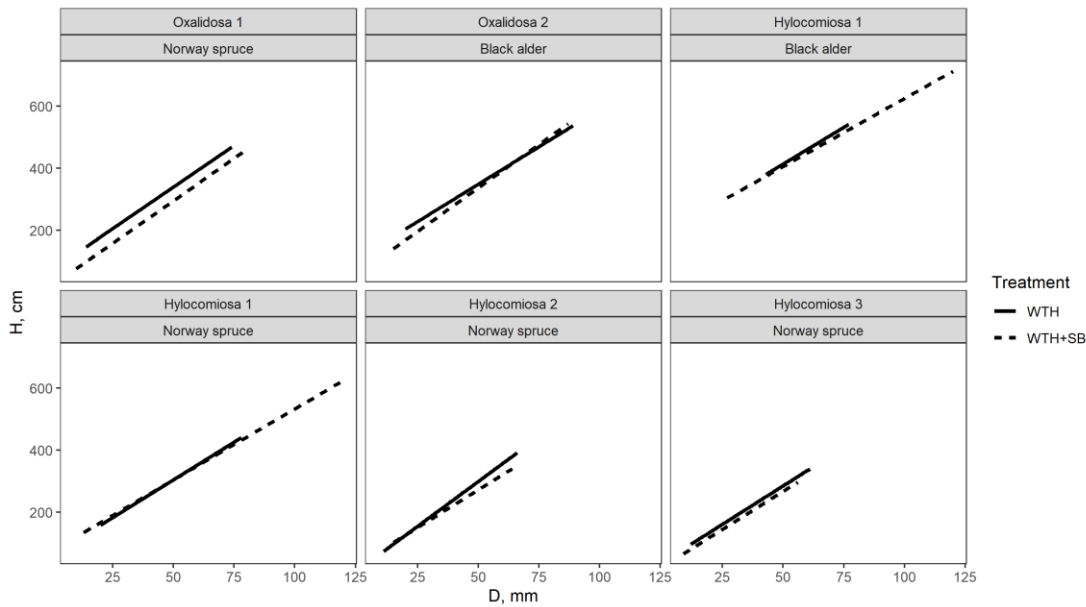 Oxalidosa 1
Oxalidosa 2
Hylocomiosa 1
Norway spruce
Black alder
Black alder
600
400
200
H, cm
Hylocomiosa 1
Hylocomiosa 2
Hylocomiosa 3
Norway spruce
Norway spruce
Norway spruce
600
400
200
25 50 75 100 125
25 50 75 100 125
25 50 75 100 125
D, mm
Treatment
WTH
WTH+SB